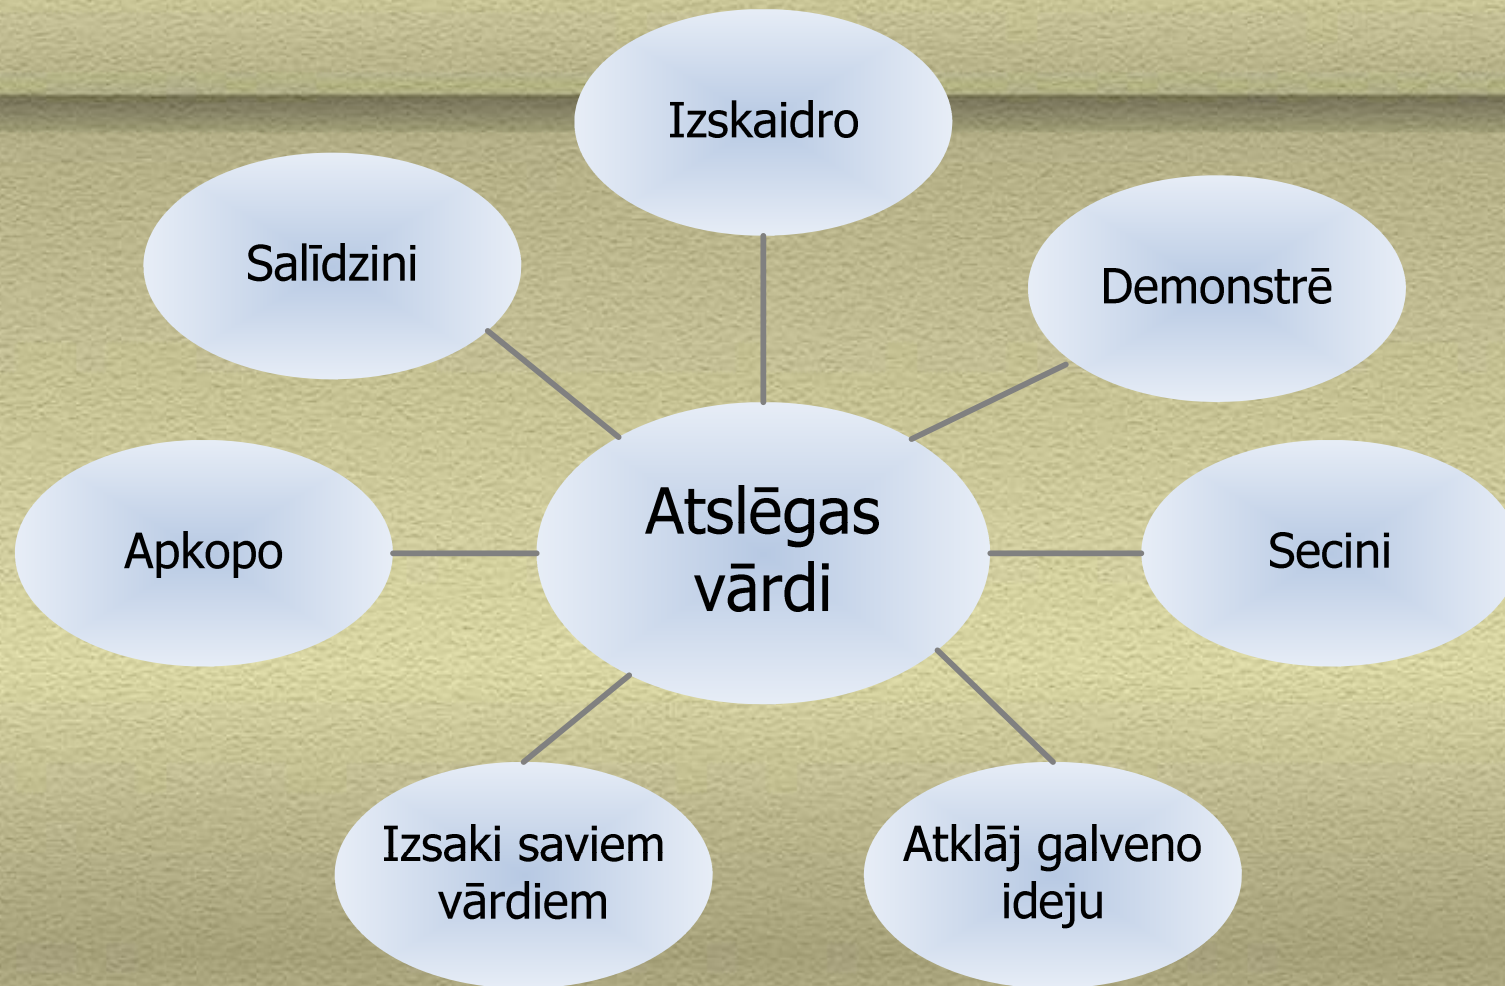 Izskaidro
Salīdzini
Demonstrē
Atslēgas
vārdi
Apkopo
Secini
Izsaki saviem
vārdiem
Atklāj galveno
ideju